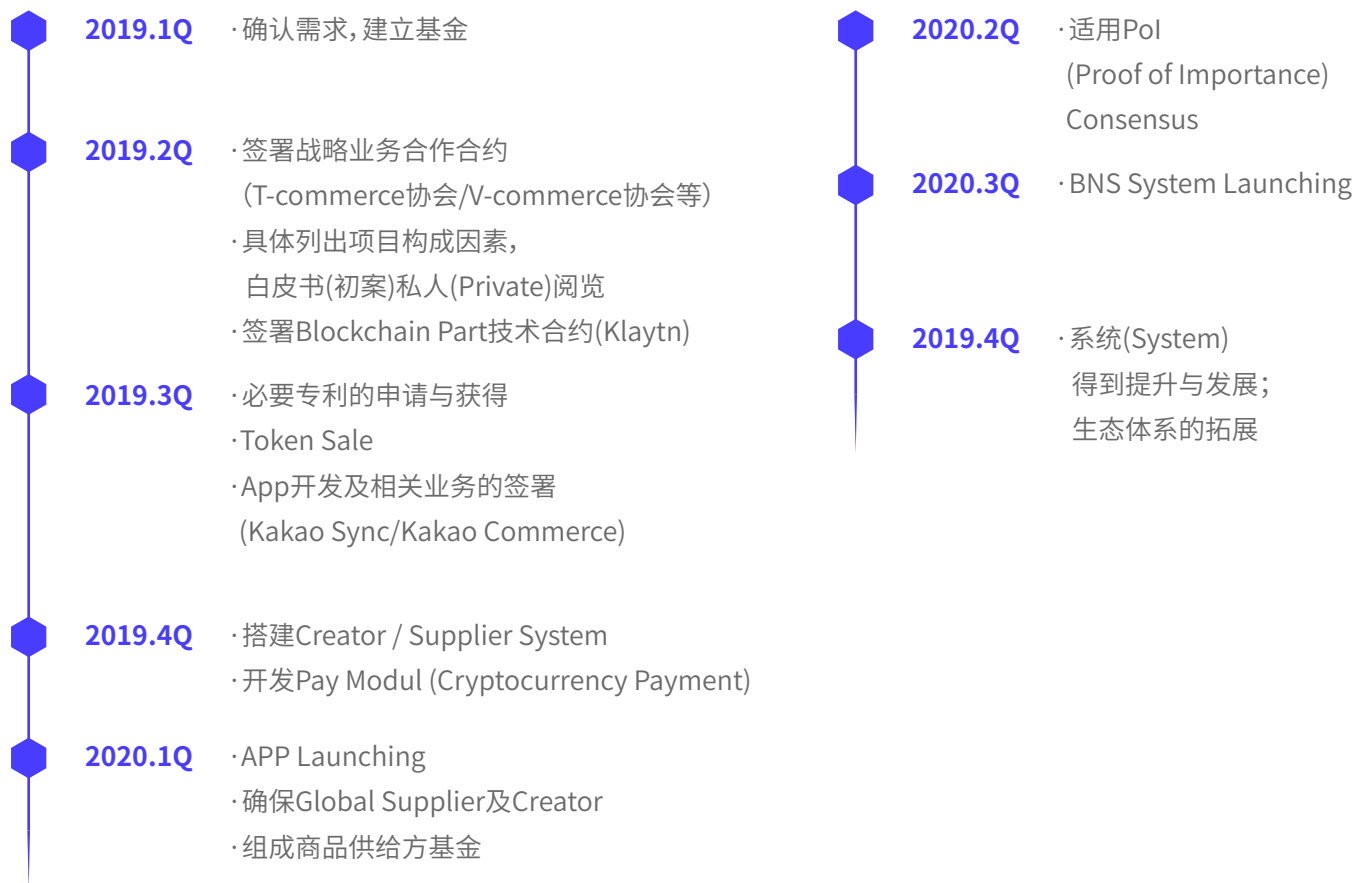 2019.1Q ·确认需求，建立基金
2019.2Q ·签署战略业务合作合约
（T-commerce协会/V-commerce协会等）
·具体列出项目构成因素，
白皮书(初案)私人(Private)阅览
·签署Blockchain Part技术合约(Klaytn)
2019.3Q ·必要专利的申请与获得
·Token Sale
·App开发及相关业务的签署
(Kakao Sync/Kakao Commerce)
2019.4Q ·搭建Creator / Supplier System
·开发Pay Modul (Cryptocurrency Payment)
2020.1Q ·APP Launching
·确保Global Supplier及Creator
·组成商品供给方基金
2020.2Q ·适用PoI
(Proof of Importance)
Consensus
2020.3Q ·BNS System Launching
2019.4Q ·系统(System)
得到提升与发展；
生态体系的拓展